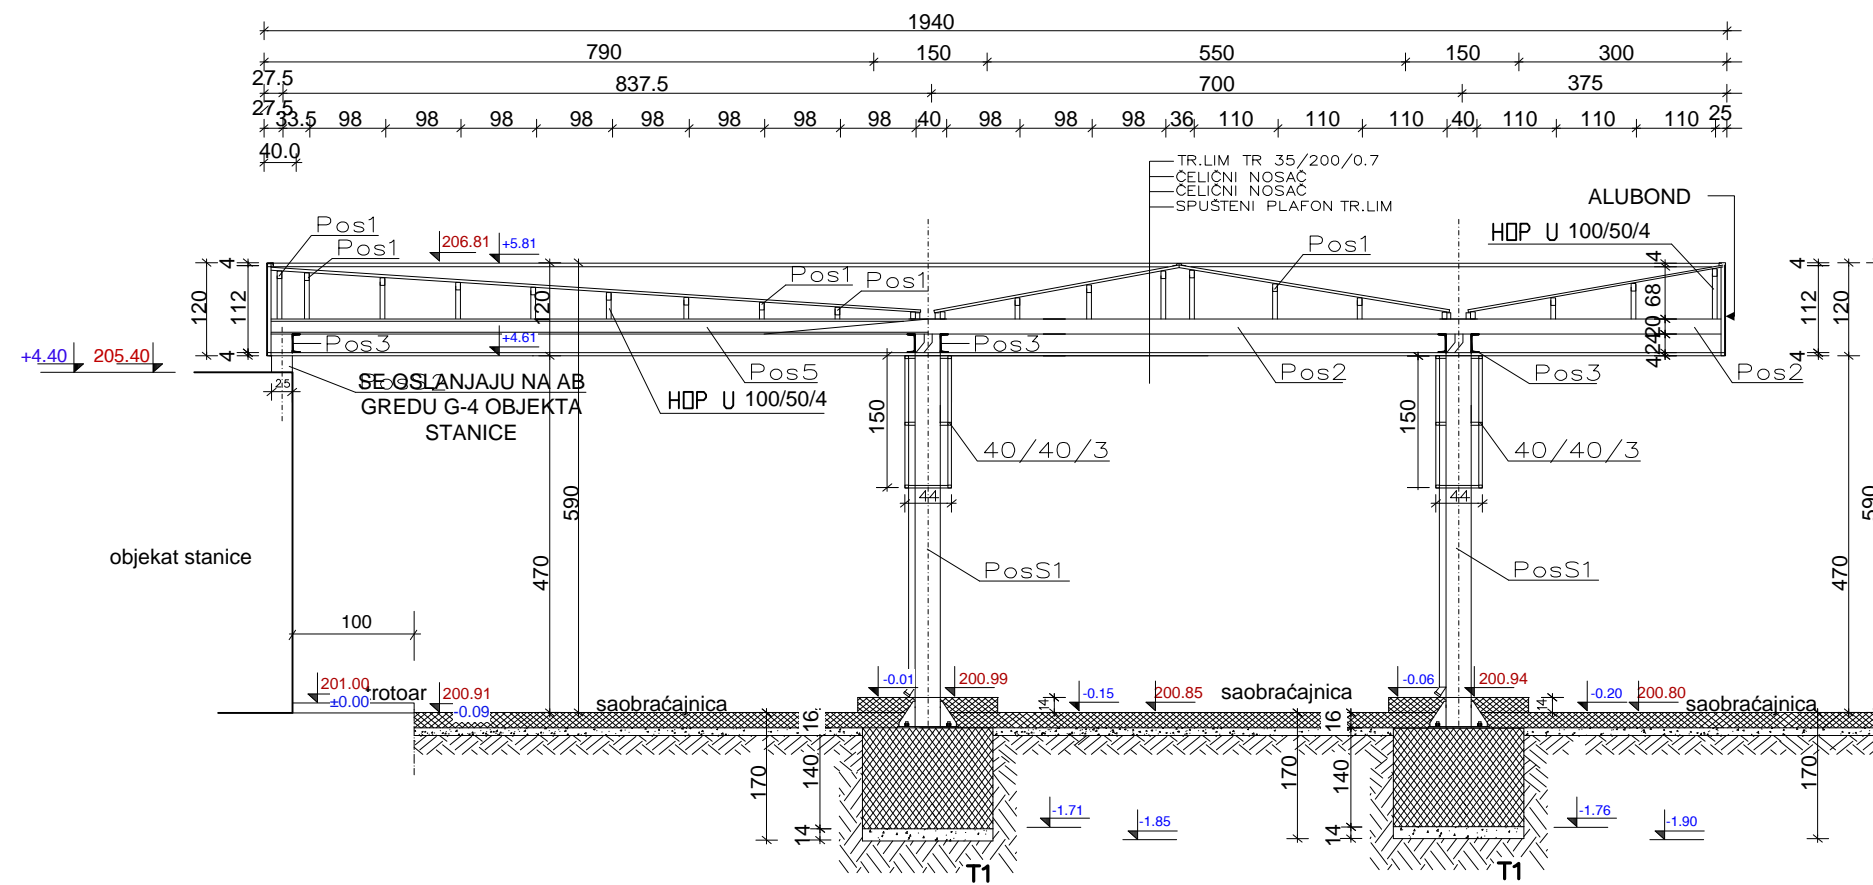 1940
790 150 550 150 300
27.5 837.5 700 375
27.5 33.5 98 98 98 98 98 98 98 98 40 98 98 98 36 110 110 110 40 110 110 110 25
40.0
TR.LIM TR 35/200/0.7
ČELIČNI NOSAČ
ČELIČNI NOSAČ
SPUŠTENI PLAFON TR.LIM
ALUBOND
HOP U 100/50/4
Pos1
Pos1
206.81 +5.81
Pos1
Pos1
Pos1
4
112
4
120
120
590
4
68
20
24
4
4
112
4
120
+4.40 205.40
+4.61
Pos3
Pos3
Pos3
Pos5
Pos2
Pos2
25
SE OSLANJAJU NA AB
GREDU G-4 OBJEKTA
STANICE
HOP U 100/50/4
150
40/40/3
44
150
40/40/3
44
470
590
470
objekat stanice
PosS1
PosS1
100
201.00
±0.00
rotoar
200.91
-0.09
saobraćajnica
-0.01
200.99
-0.15
200.85
14
saobraćajnica
-0.06
200.94
-0.20
200.80
14
saobraćajnica
16
140
14
170
16
140
14
170
170
-1.71
-1.85
-1.76
-1.90
T1
T1